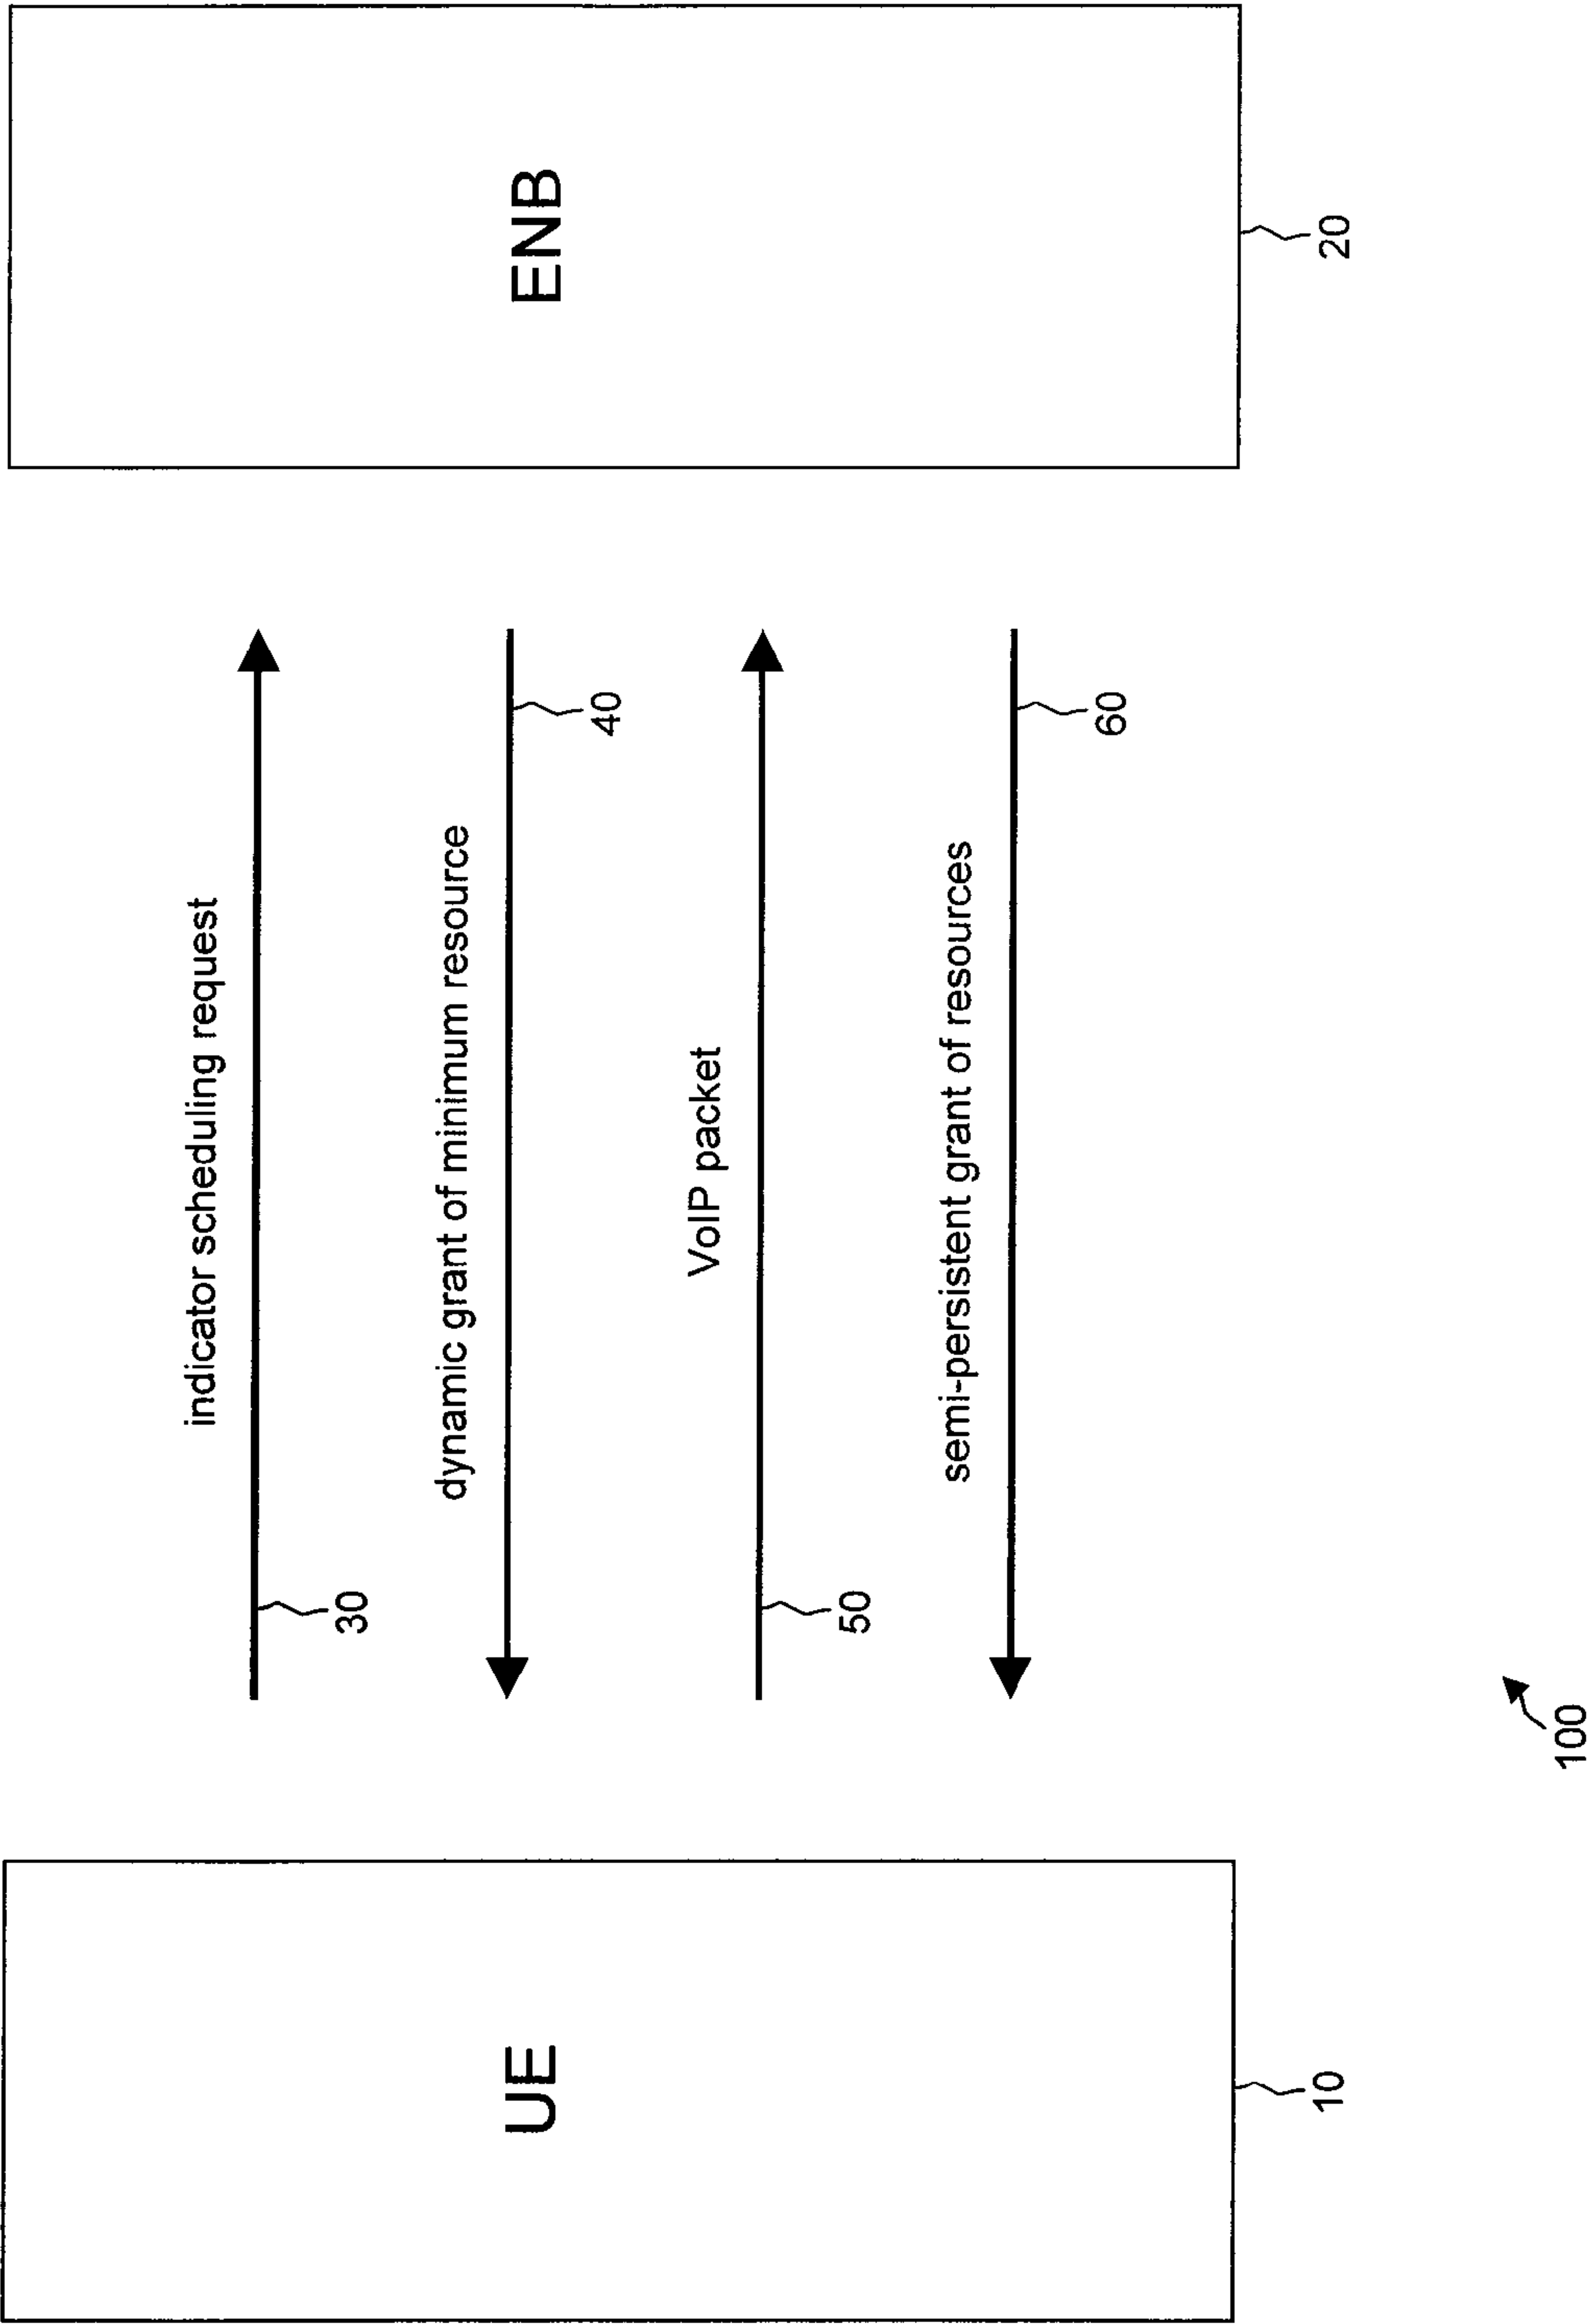 UE
10
ENB
20
indicator scheduling request
30
dynamic grant of minimum resource
40
VoIP packet
50
semi-persistent grant of resources
60
100